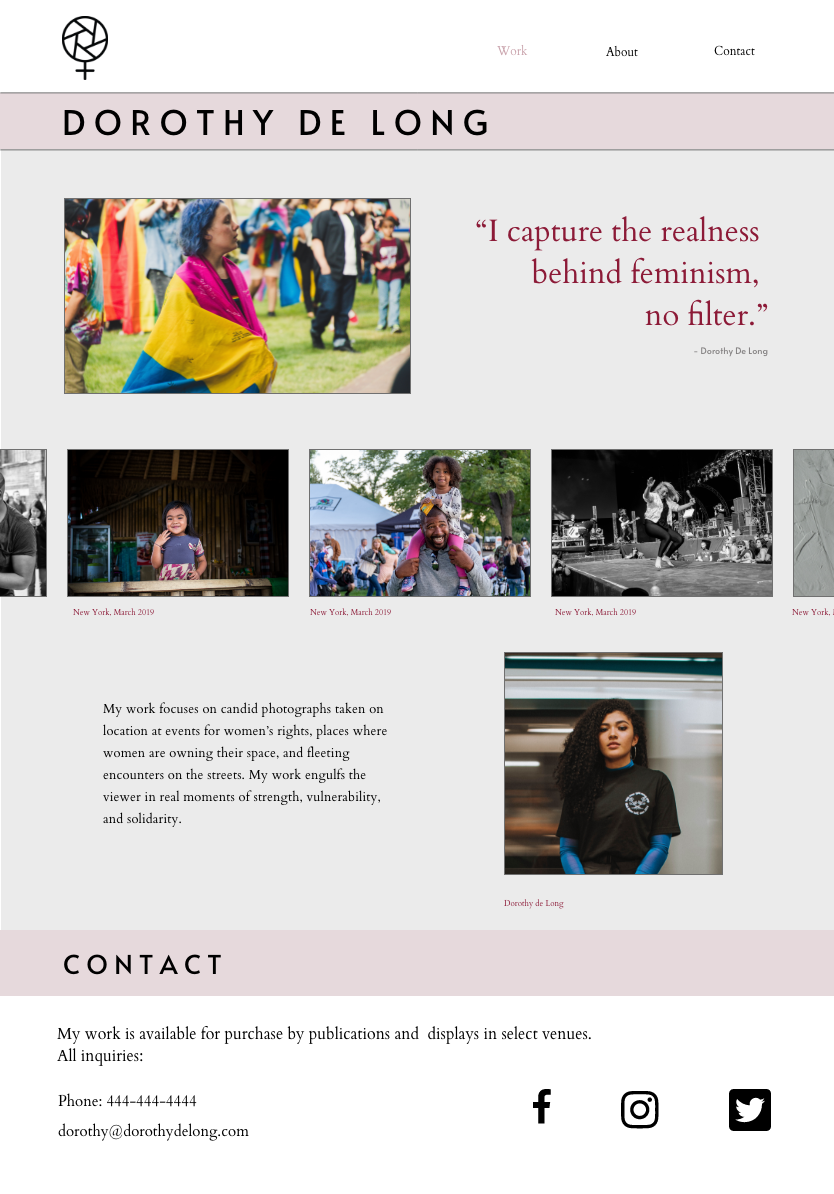 Work
About
Contact
DOROTHY DE LONG
“I capture the realness
behind feminism,
no filter.”
- Dorothy De Long
New York, March 2019
New York, March 2019
New York, March 2019
New York,
My work focuses on candid photographs taken on
location at events for women’s rights, places where
women are owning their space, and fleeting
encounters on the streets. My work engulfs the
viewer in real moments of strength, vulnerability,
and solidarity.
Dorothy de Long
CONTACT
My work is available for purchase by publications and displays in select venues.
All inquiries:
Phone: 444-444-4444
dorothy@dorothydelong.com